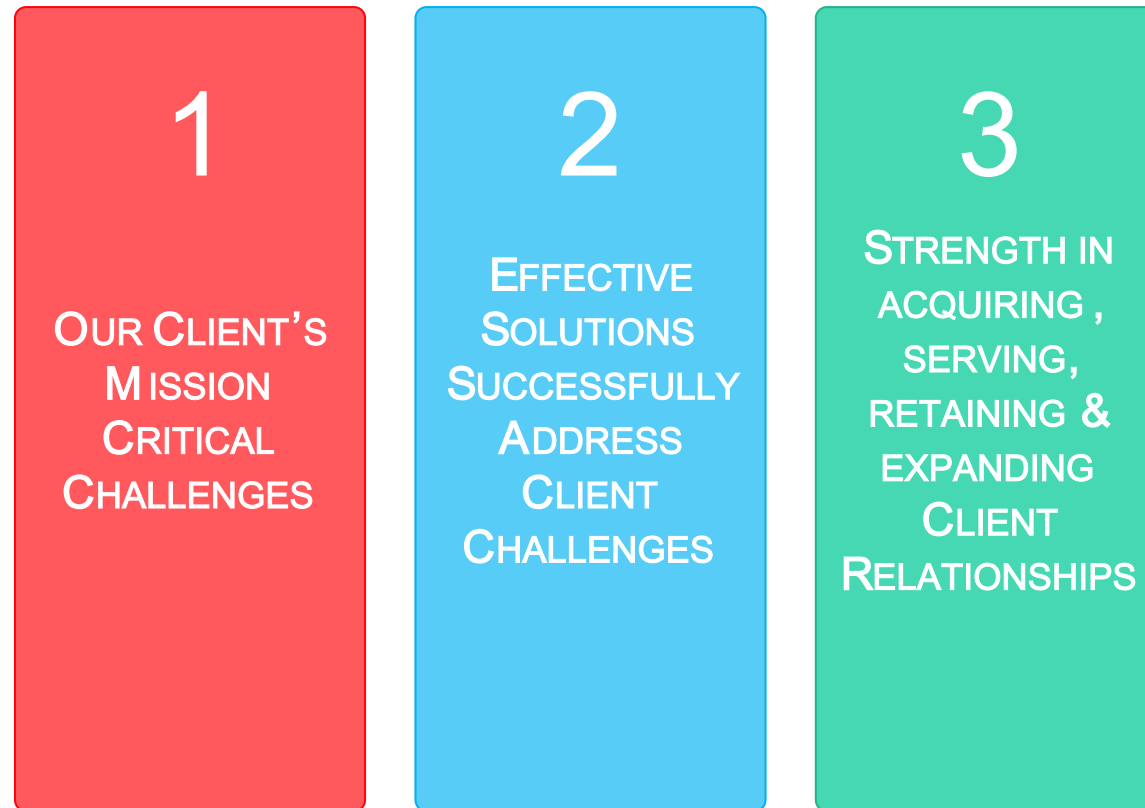 1
OUR CLIENT'S
MISSION
CRITICAL
CHALLENGES
2
EFFECTIVE
SOLUTIONS
SUCCESSFULLY
ADDRESS
CLIENT
CHALLENGES
3
STRENGTH IN
ACQUIRING ,
SERVING,
RETAINING &
EXPANDING
CLIENT
RELATIONSHIPS